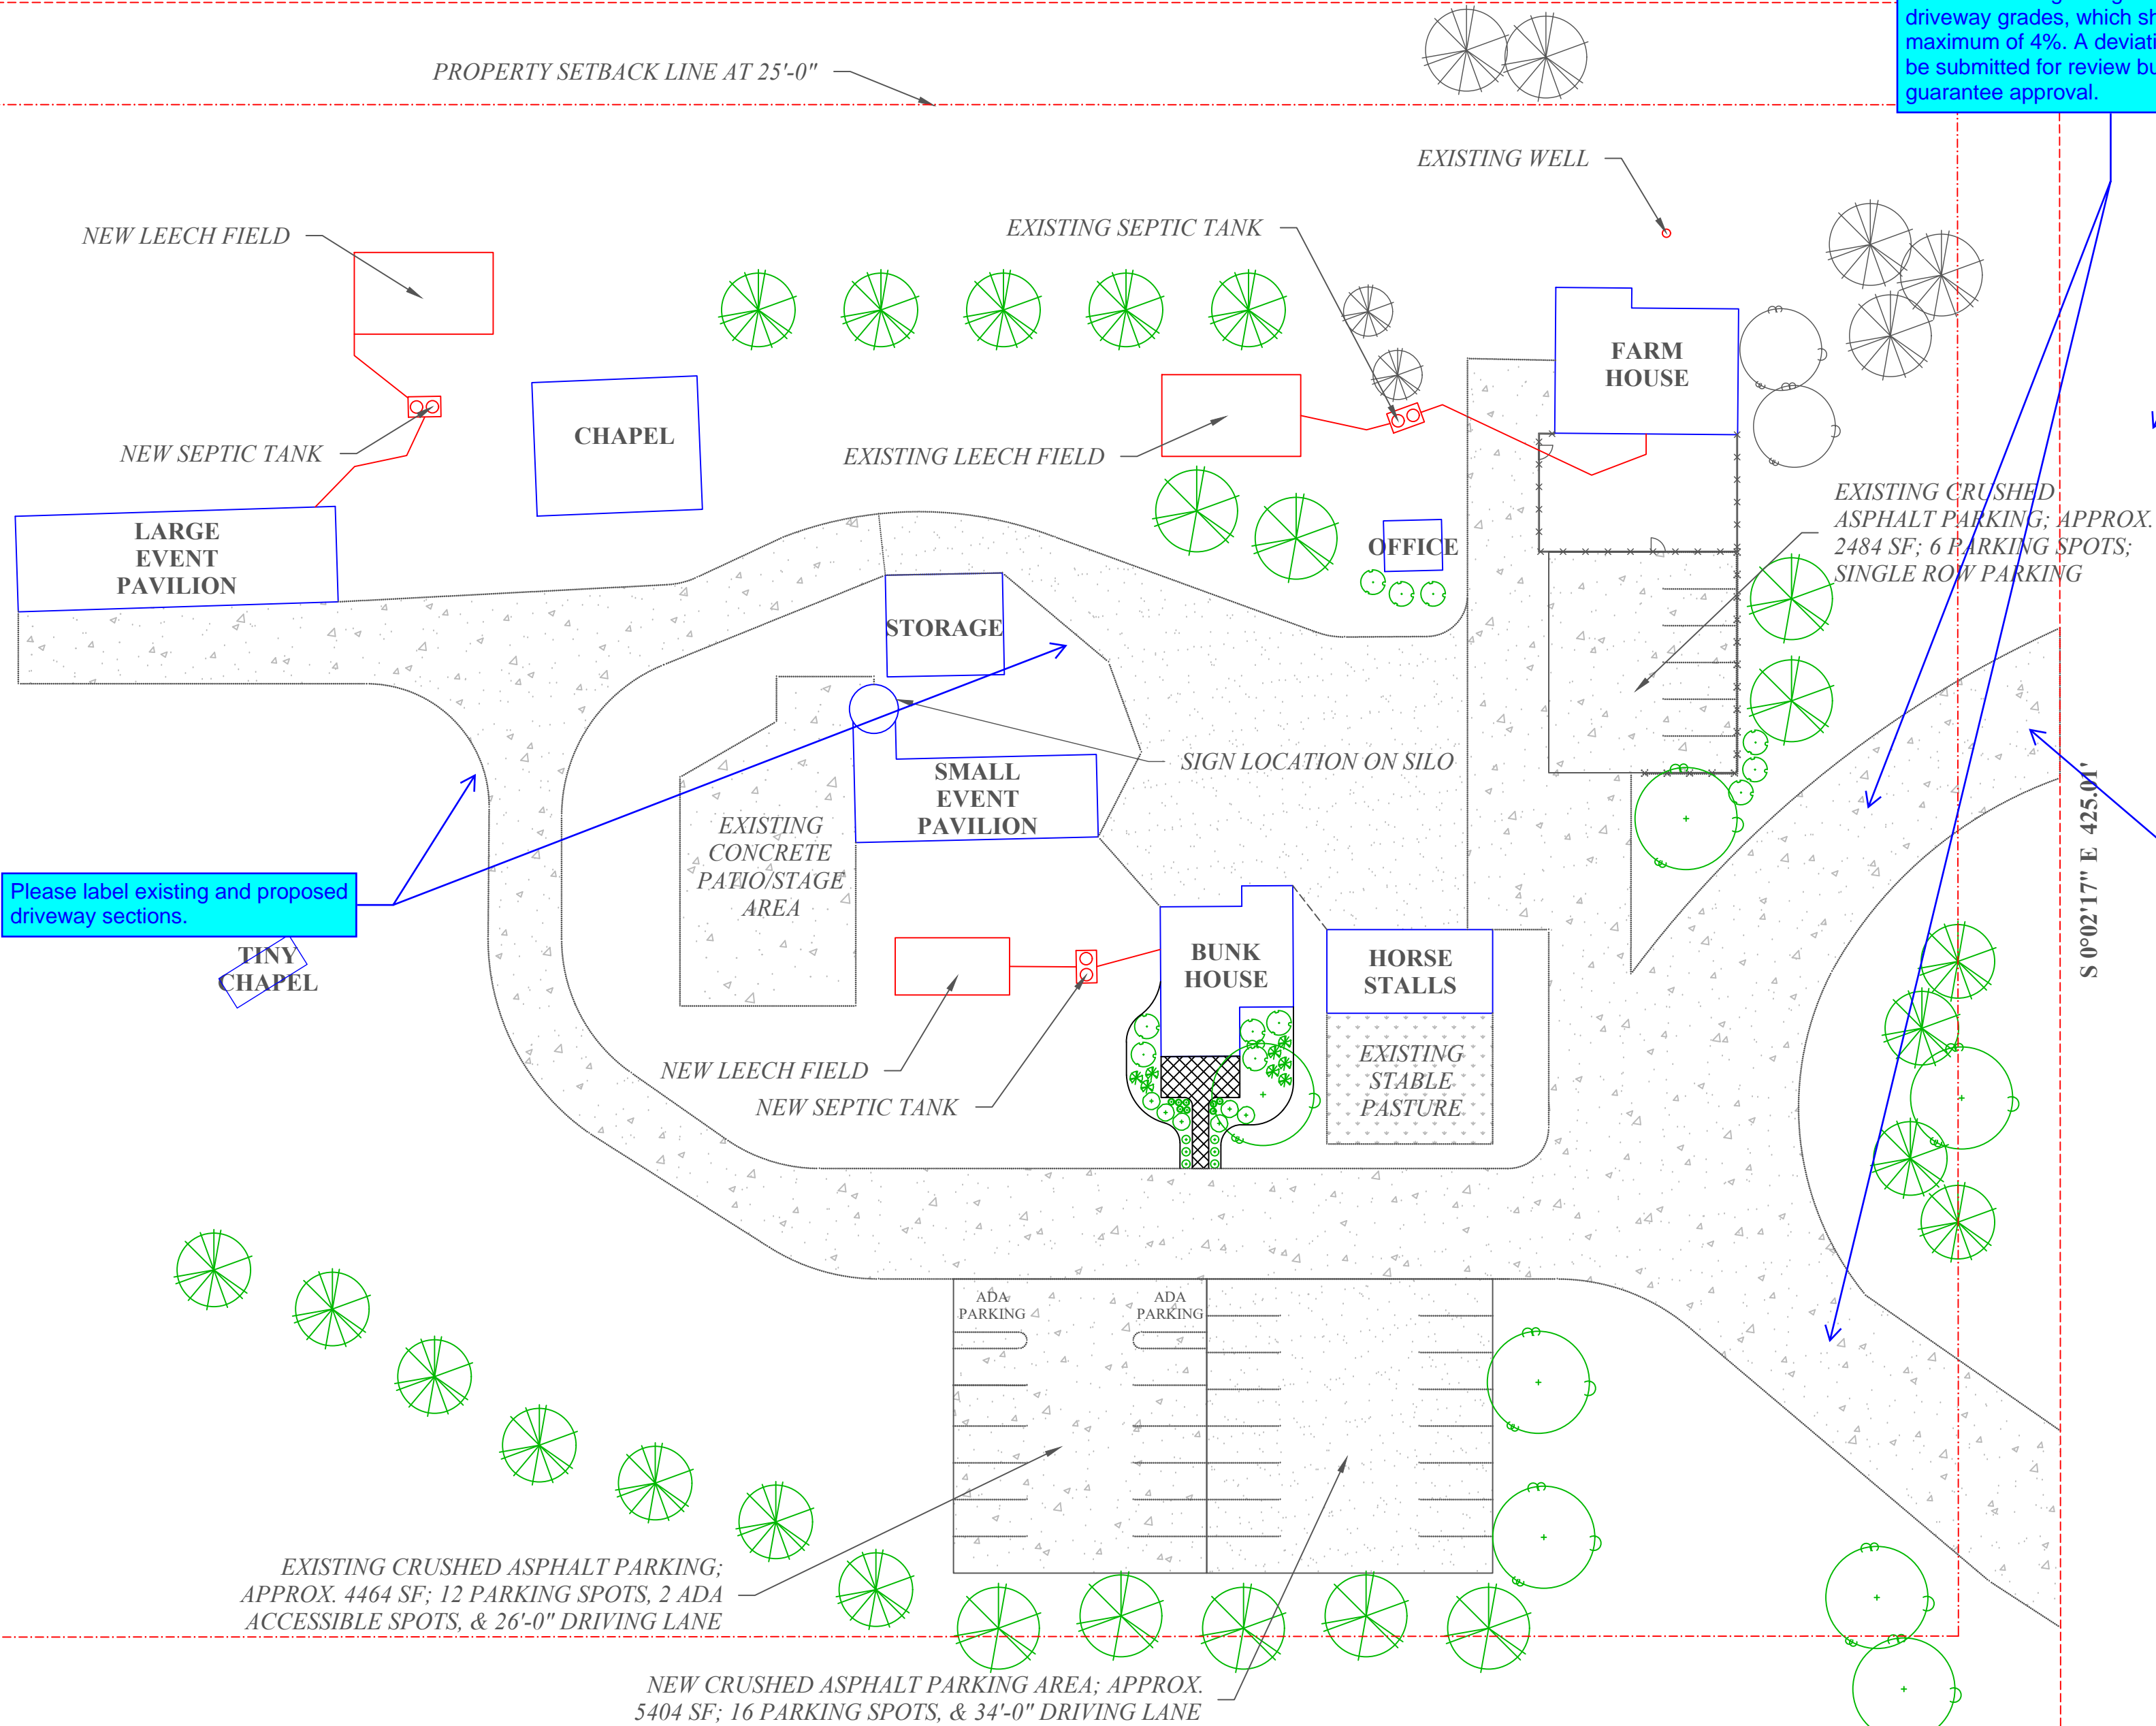 driveway grades, which
maximum of 4%. A
be submitted for review
guarantee approval.
PROPERTY SETBACK LINE AT 25'-0"
EXISTING WELL
NEW LEECH FIELD
EXISTING SEPTIC TANK
FARM
HOUSE
CHAPEL
NEW SEPTIC TANK
EXISTING LEECH FIELD
EXISTING CRUSHED
ASPHALT PARKING; APPROX.
2484 SF; 6 PARKING SPOTS;
SINGLE ROW PARKING
LARGE
EVENT
PAVILION
OFFICE
STORAGE
SIGN LOCATION ON SILO
SMALL
EVENT
PAVILION
S 0°02'17" E 425.01'
EXISTING
CONCRETE
PATIO/STAGE
AREA
Please label existing and proposed
driveway sections.
TINY
CHAPEL
BUNK
HOUSE
HORSE
STALLS
EXISTING
STABLE
PASTURE
NEW LEECH FIELD
NEW SEPTIC TANK
ADA
PARKING
ADA
PARKING
EXISTING CRUSHED ASPHALT PARKING;
APPROX. 4464 SF; 12 PARKING SPOTS, 2 ADA
ACCESSIBLE SPOTS, & 26'-0" DRIVING LANE
NEW CRUSHED ASPHALT PARKING AREA; APPROX.
5404 SF; 16 PARKING SPOTS, & 34'-0" DRIVING LANE